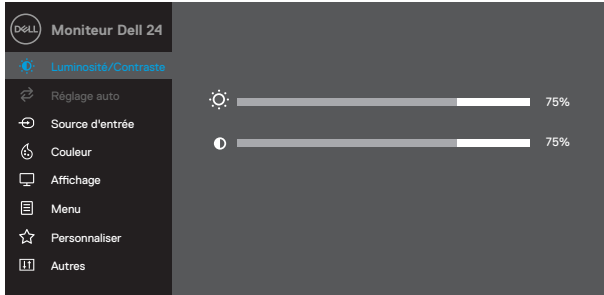 DELL
Moniteur Dell 24
Luminosité/Contraste
Réglage auto
75%
Source d'entrée
75%
Couleur
Affichage
Menu
Personnaliser
Autres